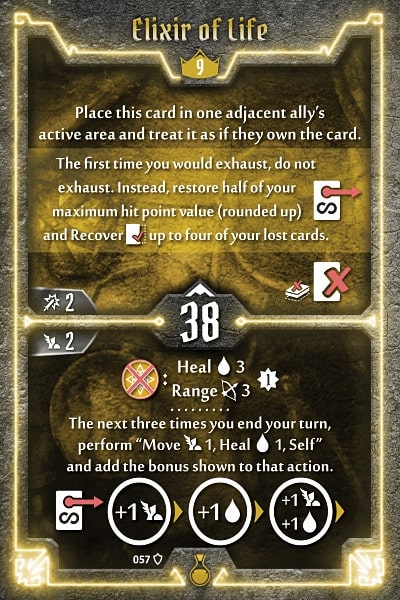 Elixir of Life
9
Place this card in one adjacent ally's
active area and treat it as if they own the card.
The first time you would exhaust, do not
exhaust. Instead, restore half of your
maximum hit point value (rounded up)
and Recover up to four of your lost cards.
S
2
38
2
: Heal 3
Range 3
1
The next three times you end your turn,
perform “Move 1, Heal 1, Self”
and add the bonus shown to that action.
S
+1
+1
+1
+1
057